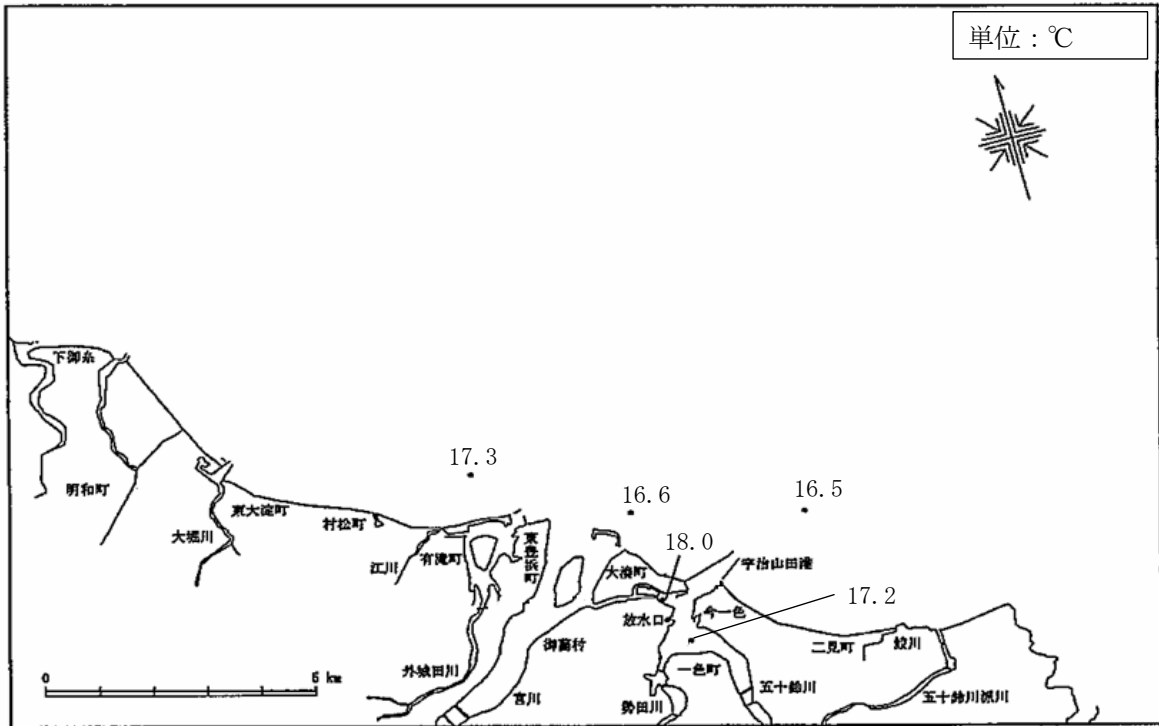 単位：℃
下御糸
17.3
16.6
16.5
明和町
大堀川
東大淀町
村松町
江川
有滝町
東豊浜町
大湊町
18.0
宇治山田港
17.2
放水口
今一色
二見町
鮫川
御薗村
外城田川
宮川
一色町
勢田川
五十鈴川
五十鈴川派川
0
5 km